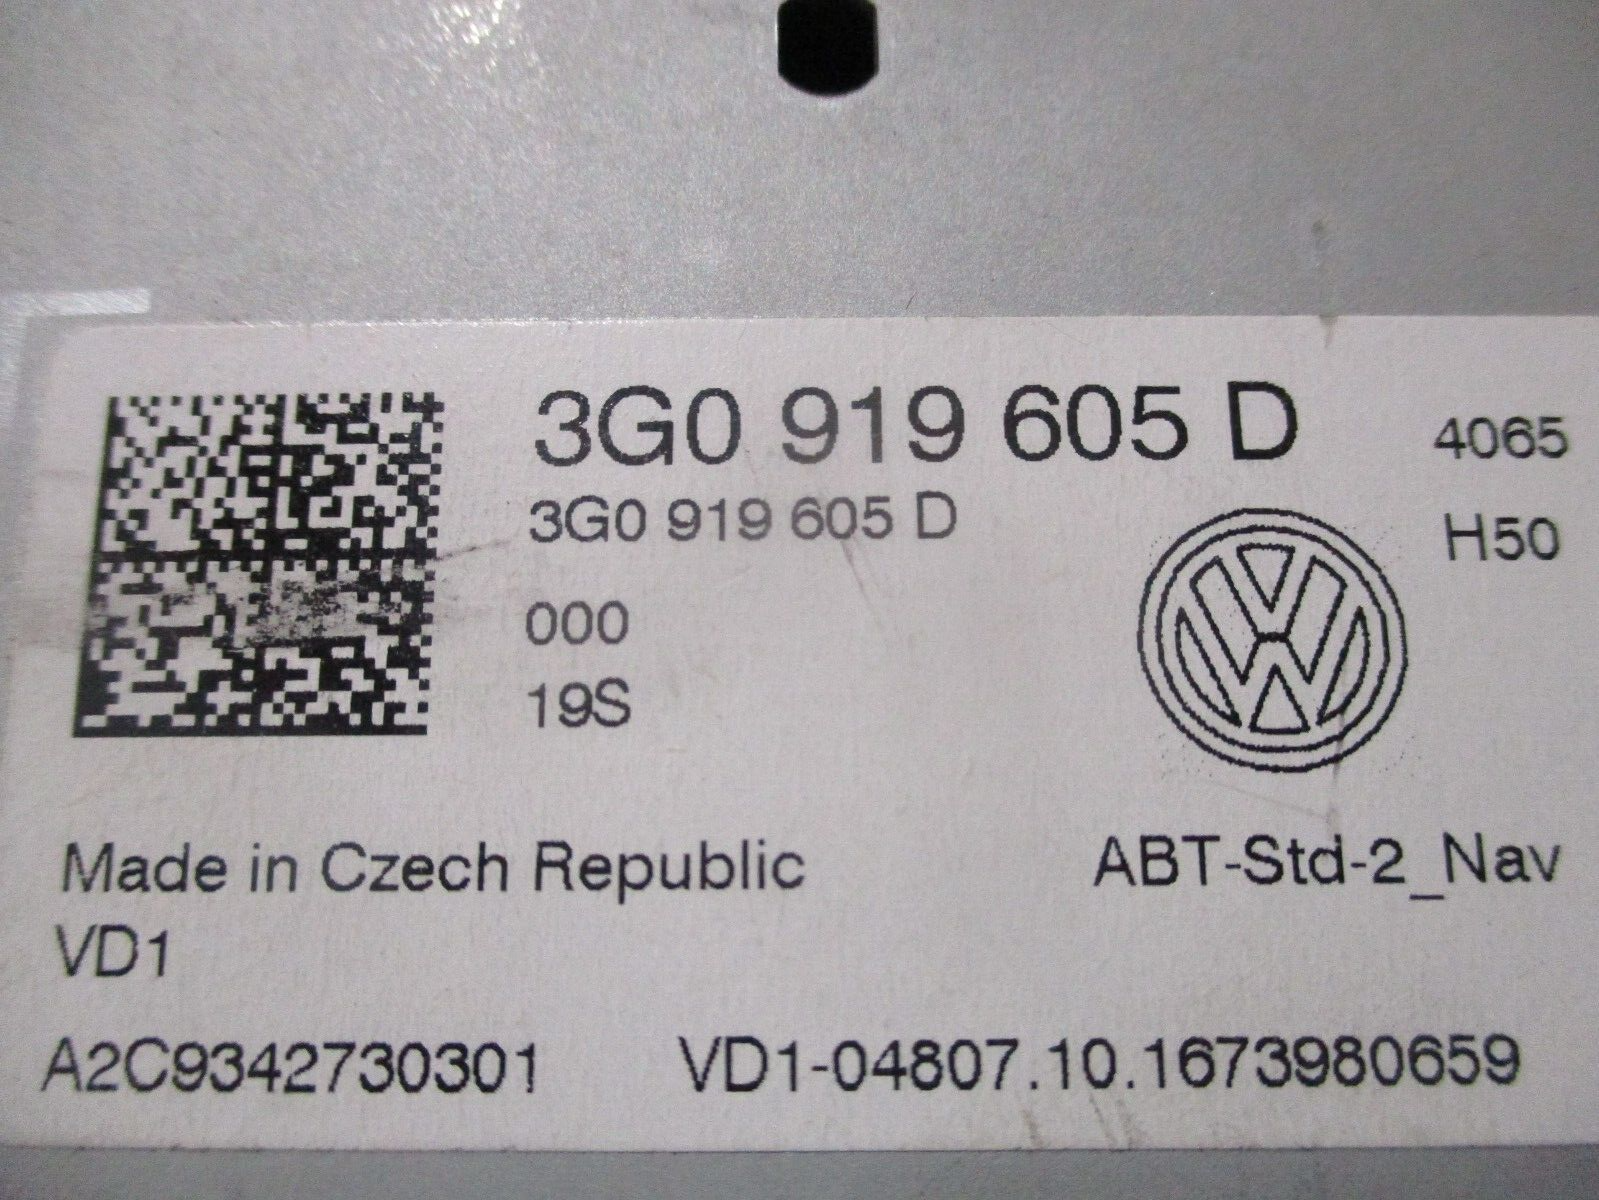 3G0 919 605 D 4065
3G0 919 605 D H50
000
19S
Made in Czech Republic ABT-Std-2_Nav
VD1
A2C9342730301 VD1-04807.10.1673980659